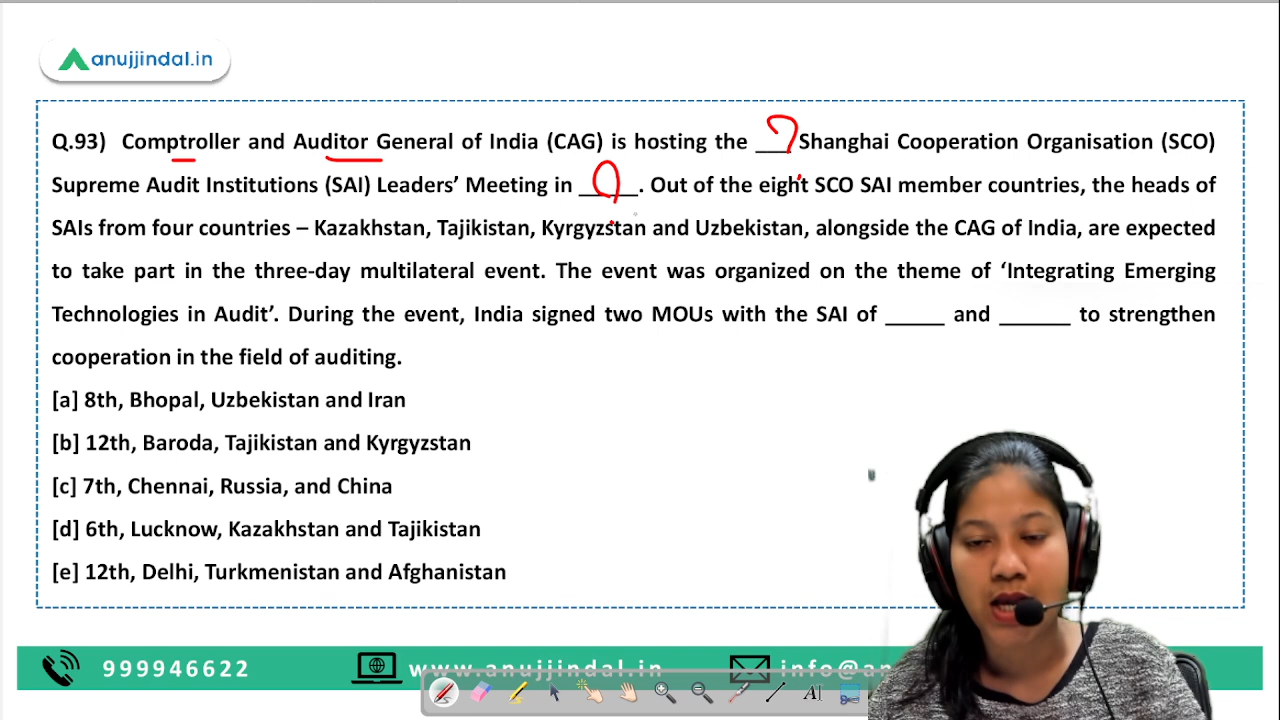 anujjindal.in
Q.93) Comptroller and Auditor General of India (CAG) is hosting the ___ Shanghai Cooperation Organisation (SCO)
Supreme Audit Institutions (SAI) Leaders’ Meeting in _____. Out of the eight SCO SAI member countries, the heads of
SAIs from four countries – Kazakhstan, Tajikistan, Kyrgyzstan and Uzbekistan, alongside the CAG of India, are expected
to take part in the three-day multilateral event. The event was organized on the theme of ‘Integrating Emerging
Technologies in Audit’. During the event, India signed two MOUs with the SAI of _____ and ______ to strengthen
cooperation in the field of auditing.
[a] 8th, Bhopal, Uzbekistan and Iran
[b] 12th, Baroda, Tajikistan and Kyrgyzstan
[c] 7th, Chennai, Russia, and China
[d] 6th, Lucknow, Kazakhstan and Tajikistan
[e] 12th, Delhi, Turkmenistan and Afghanistan
999946622 www.anujjindal.in